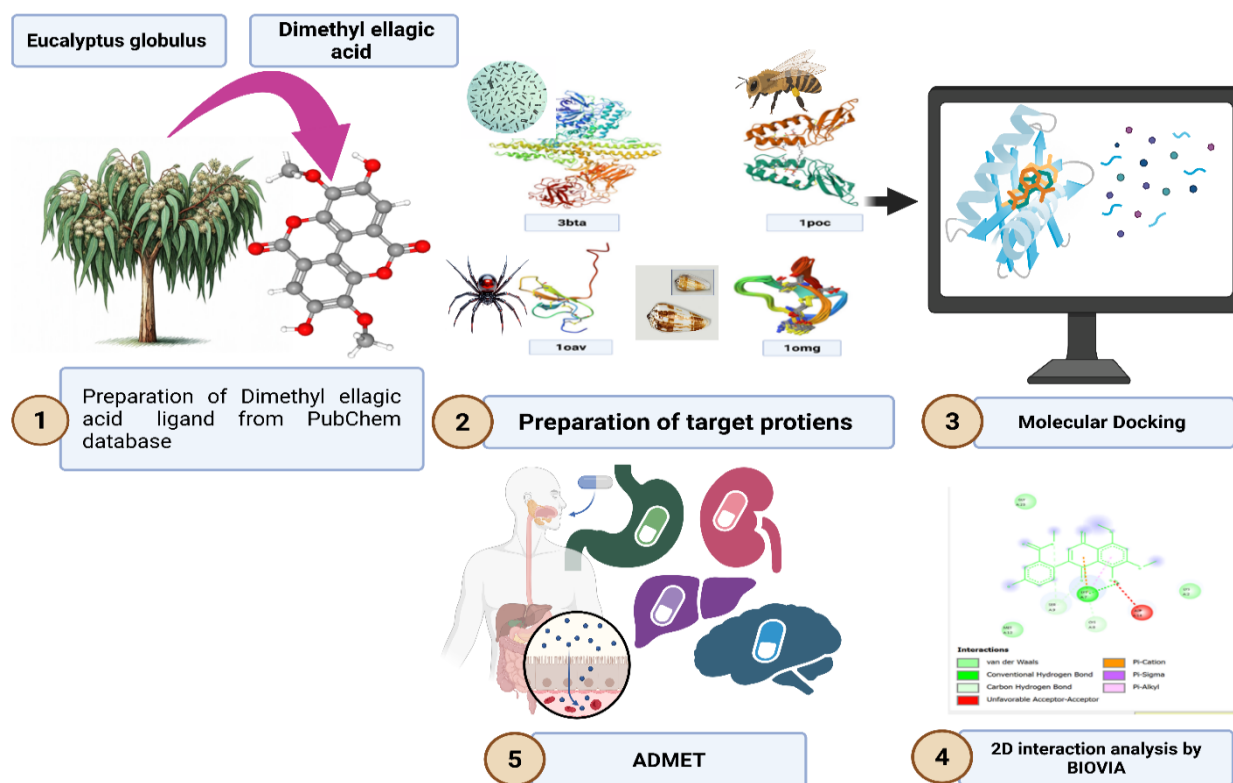 Eucalyptus globulus
Dimethyl ellagic
acid
3bta
1poc
1oav
1omg
1
Preparation of Dimethyl ellagic
acid ligand from PubChem
database
2
Preparation of target protiens
3
Molecular Docking
Interactions
van der Waals
Conventional Hydrogen Bond
Carbon Hydrogen Bond
Unfavorable Acceptor-Acceptor
Pi-Cation
Pi-Sigma
Pi-Alkyl
5
ADMET
4
2D interaction analysis by
BIOVIA